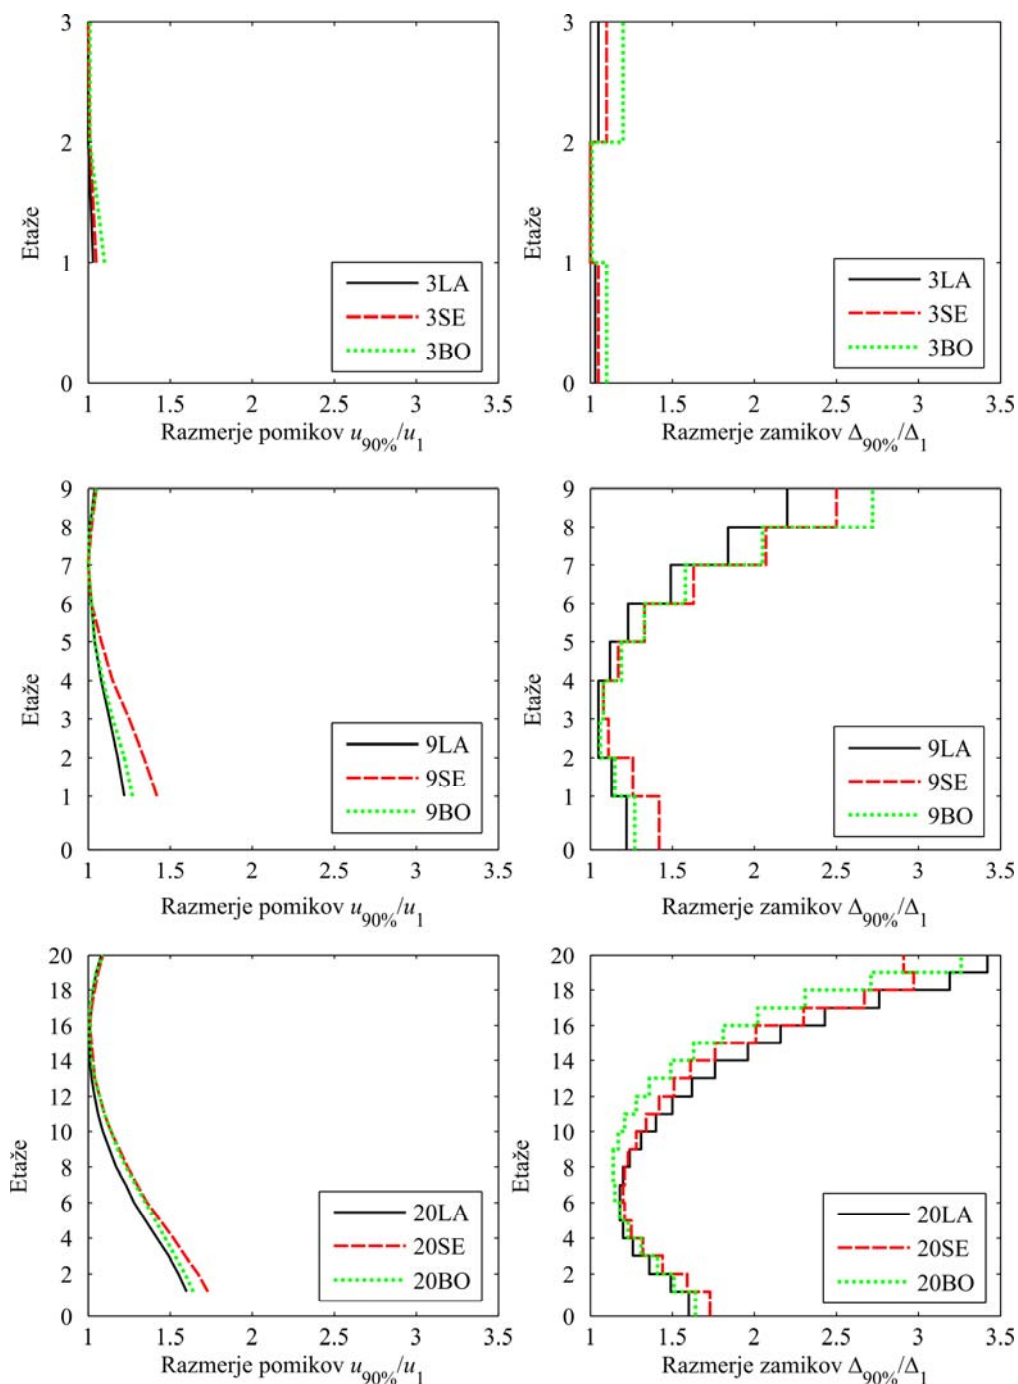 3
2
1
0
Etaže
3LA
3SE
3BO
1 1.5 2 2.5 3 3.5
Razmerje pomikov u90%/u1
3
2
1
0
Etaže
3LA
3SE
3BO
1 1.5 2 2.5 3 3.5
Razmerje zamikov Δ90%/Δ1
9
8
7
6
5
4
3
2
1
0
Etaže
9LA
9SE
9BO
1 1.5 2 2.5 3 3.5
Razmerje pomikov u90%/u1
9
8
7
6
5
4
3
2
1
0
Etaže
9LA
9SE
9BO
1 1.5 2 2.5 3 3.5
Razmerje zamikov Δ90%/Δ1
20
18
16
14
12
10
8
6
4
2
0
Etaže
20LA
20SE
20BO
1 1.5 2 2.5 3 3.5
Razmerje pomikov u90%/u1
20
18
16
14
12
10
8
6
4
2
0
Etaže
20LA
20SE
20BO
1 1.5 2 2.5 3 3.5
Razmerje zamikov Δ90%/Δ1